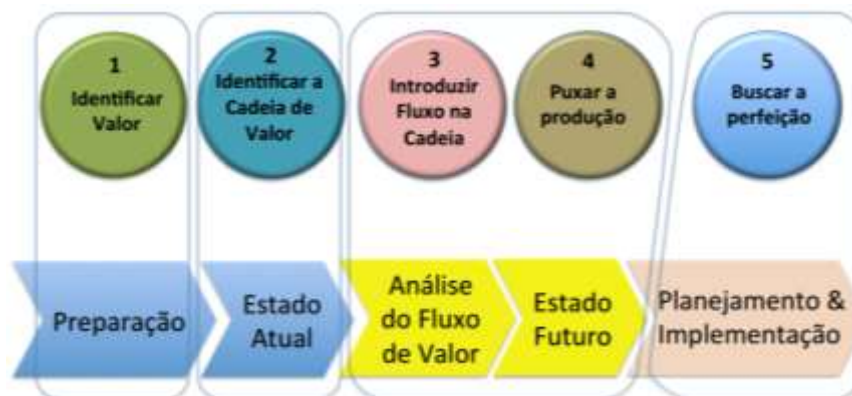 1
Identificar
Valor
2
Identificar a
Cadeia de
Valor
3
Introduzir
Fluxo na
Cadeia
4
Puxar a
produção
5
Buscar a
perfeição
Preparação
Estado
Atual
Análise
do Fluxo
de Valor
Estado
Futuro
Planejamento &
Implementação